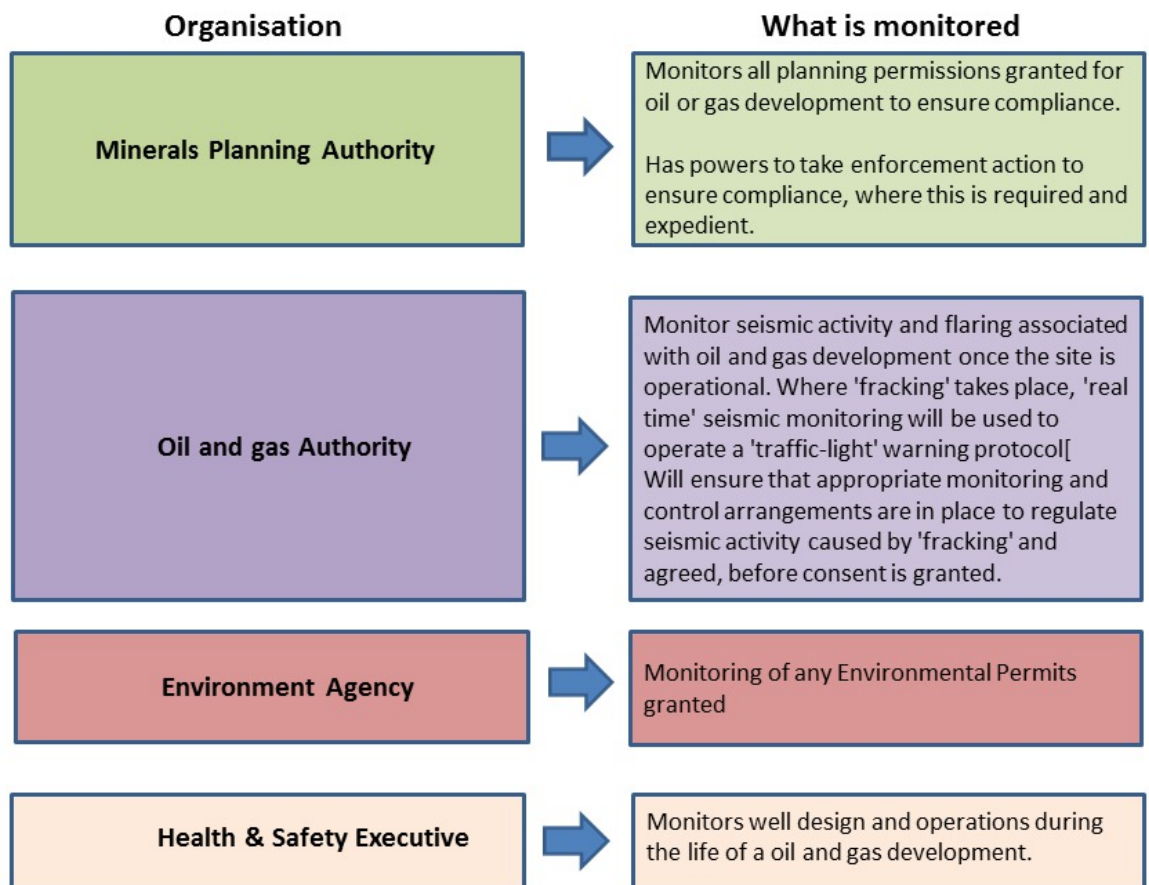 Organisation
What is monitored
Minerals Planning Authority
Monitors all planning permissions granted for
oil or gas development to ensure compliance.
Has powers to take enforcement action to
ensure compliance, where this is required and
expedient.
Oil and gas Authority
Monitor seismic activity and flaring associated
with oil and gas development once the site is
operational. Where 'fracking' takes place, 'real
time' seismic monitoring will be used to
operate a 'traffic-light' warning protocol[
Will ensure that appropriate monitoring and
control arrangements are in place to regulate
seismic activity caused by 'fracking' and
agreed, before consent is granted.
Environment Agency
Monitoring of any Environmental Permits
granted
Health & Safety Executive
Monitors well design and operations during
the life of a oil and gas development.